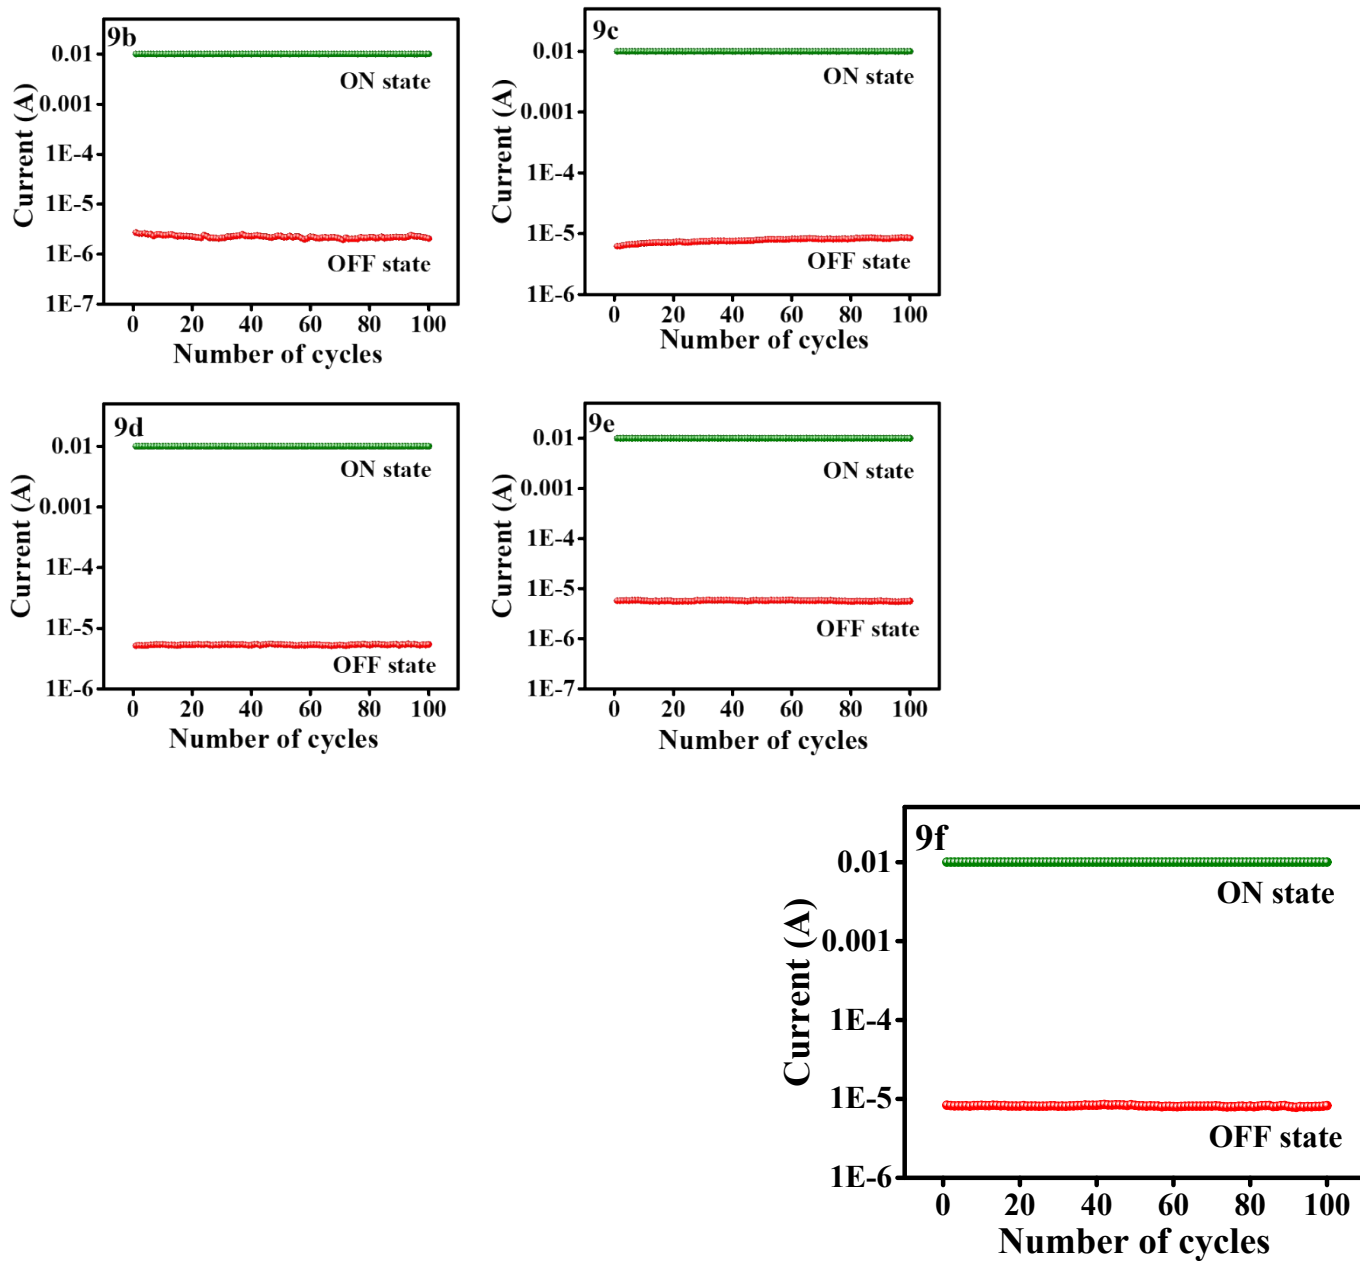 9b
0.01
0.001
1E-4
1E-5
1E-6
1E-7
Current (A)
ON state
OFF state
0 20 40 60 80 100
Number of cycles
9c
0.01
0.001
1E-4
1E-5
1E-6
Current (A)
ON state
OFF state
0 20 40 60 80 100
Number of cycles
9d
0.01
0.001
1E-4
1E-5
1E-6
Current (A)
ON state
OFF state
0 20 40 60 80 100
Number of cycles
9e
0.01
0.001
1E-4
1E-5
1E-6
1E-7
Current (A)
ON state
OFF state
0 20 40 60 80 100
Number of cycles
9f
0.01
0.001
1E-4
1E-5
1E-6
Current (A)
ON state
OFF state
0 20 40 60 80 100
Number of cycles